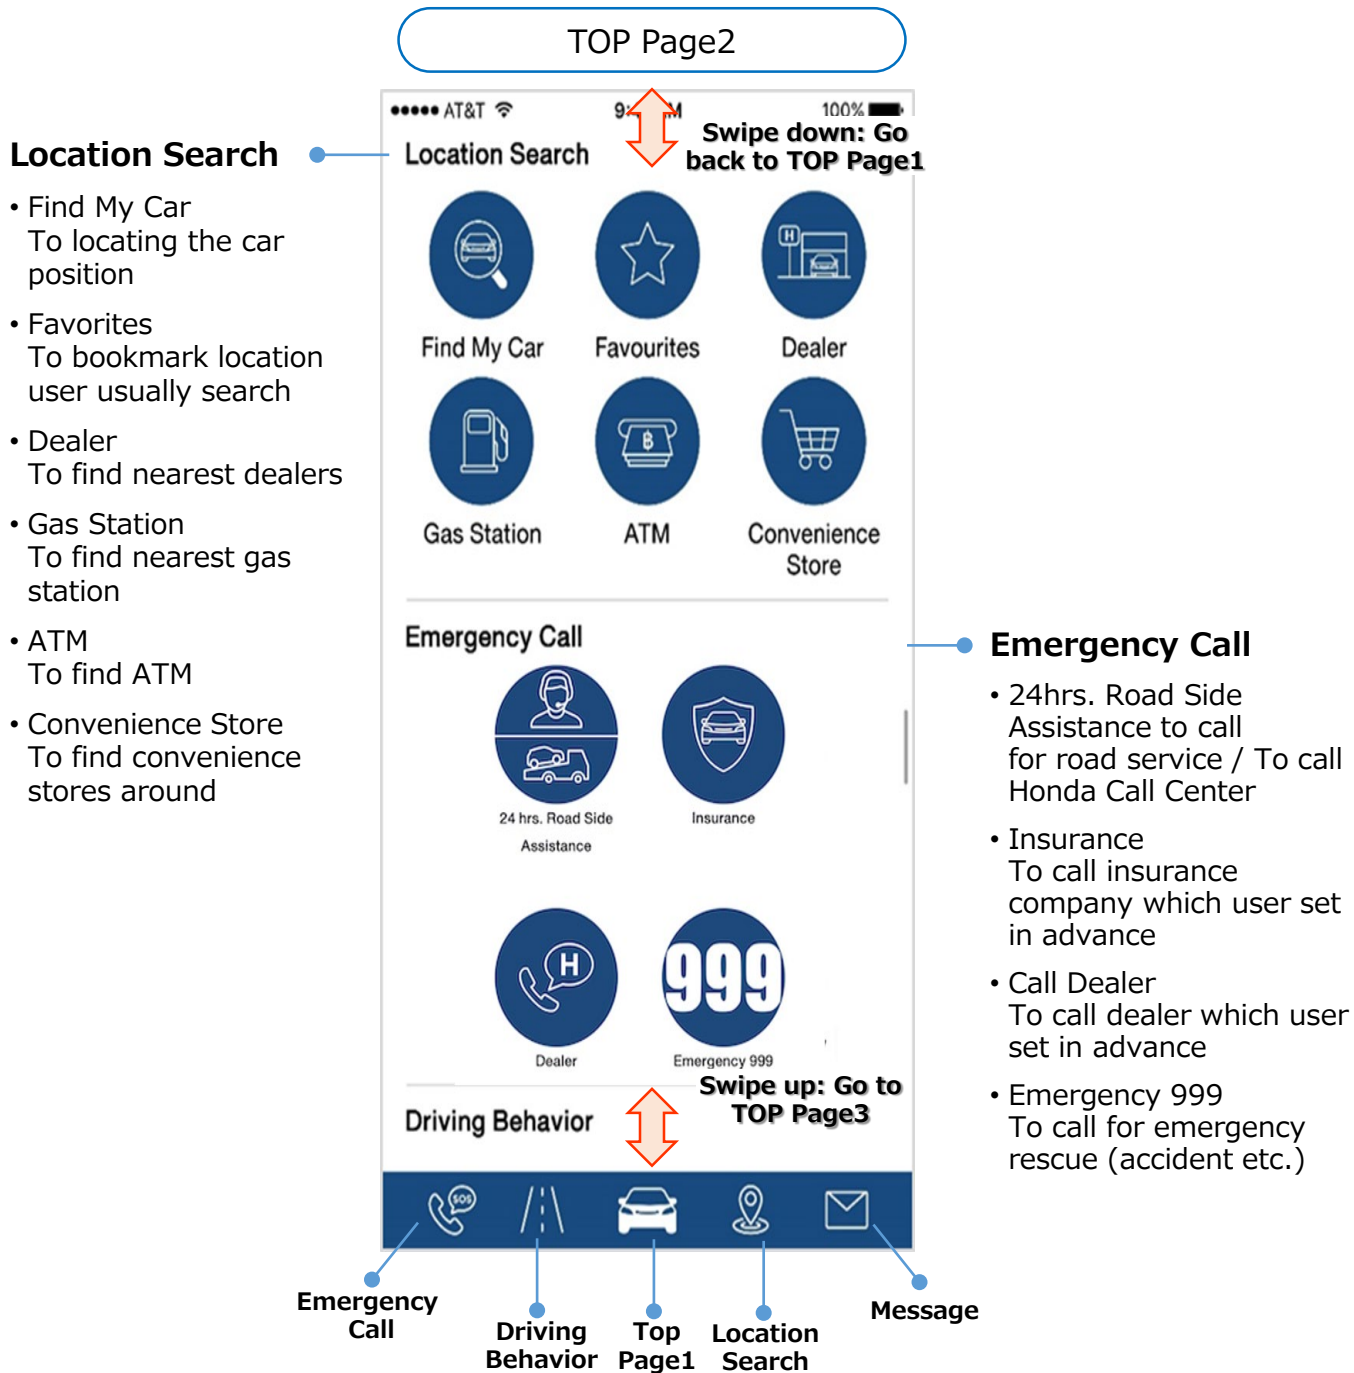 TOP Page2
AT&T
100%
Swipe down: Go
back to TOP Page1
Location Search
• Find My Car
To locating the car
position
• Favorites
To bookmark location
user usually search
• Dealer
To find nearest dealers
• Gas Station
To find nearest gas
station
• ATM
To find ATM
• Convenience Store
To find convenience
stores around
Location Search
H
Find My Car
Favourites
Dealer
฿
Gas Station
ATM
Convenience
Store
Emergency Call
24 hrs. Road Side
Assistance
Insurance
H
999
Dealer
Emergency 999
Swipe up: Go to
TOP Page3
Driving Behavior
SOS
Emergency Call
• 24hrs. Road Side
Assistance to call
for road service / To call
Honda Call Center
• Insurance
To call insurance
company which user set
in advance
• Call Dealer
To call dealer which user
set in advance
• Emergency 999
To call for emergency
rescue (accident etc.)
Emergency
Call
Driving
Behavior
Top
Page1
Location
Search
Message